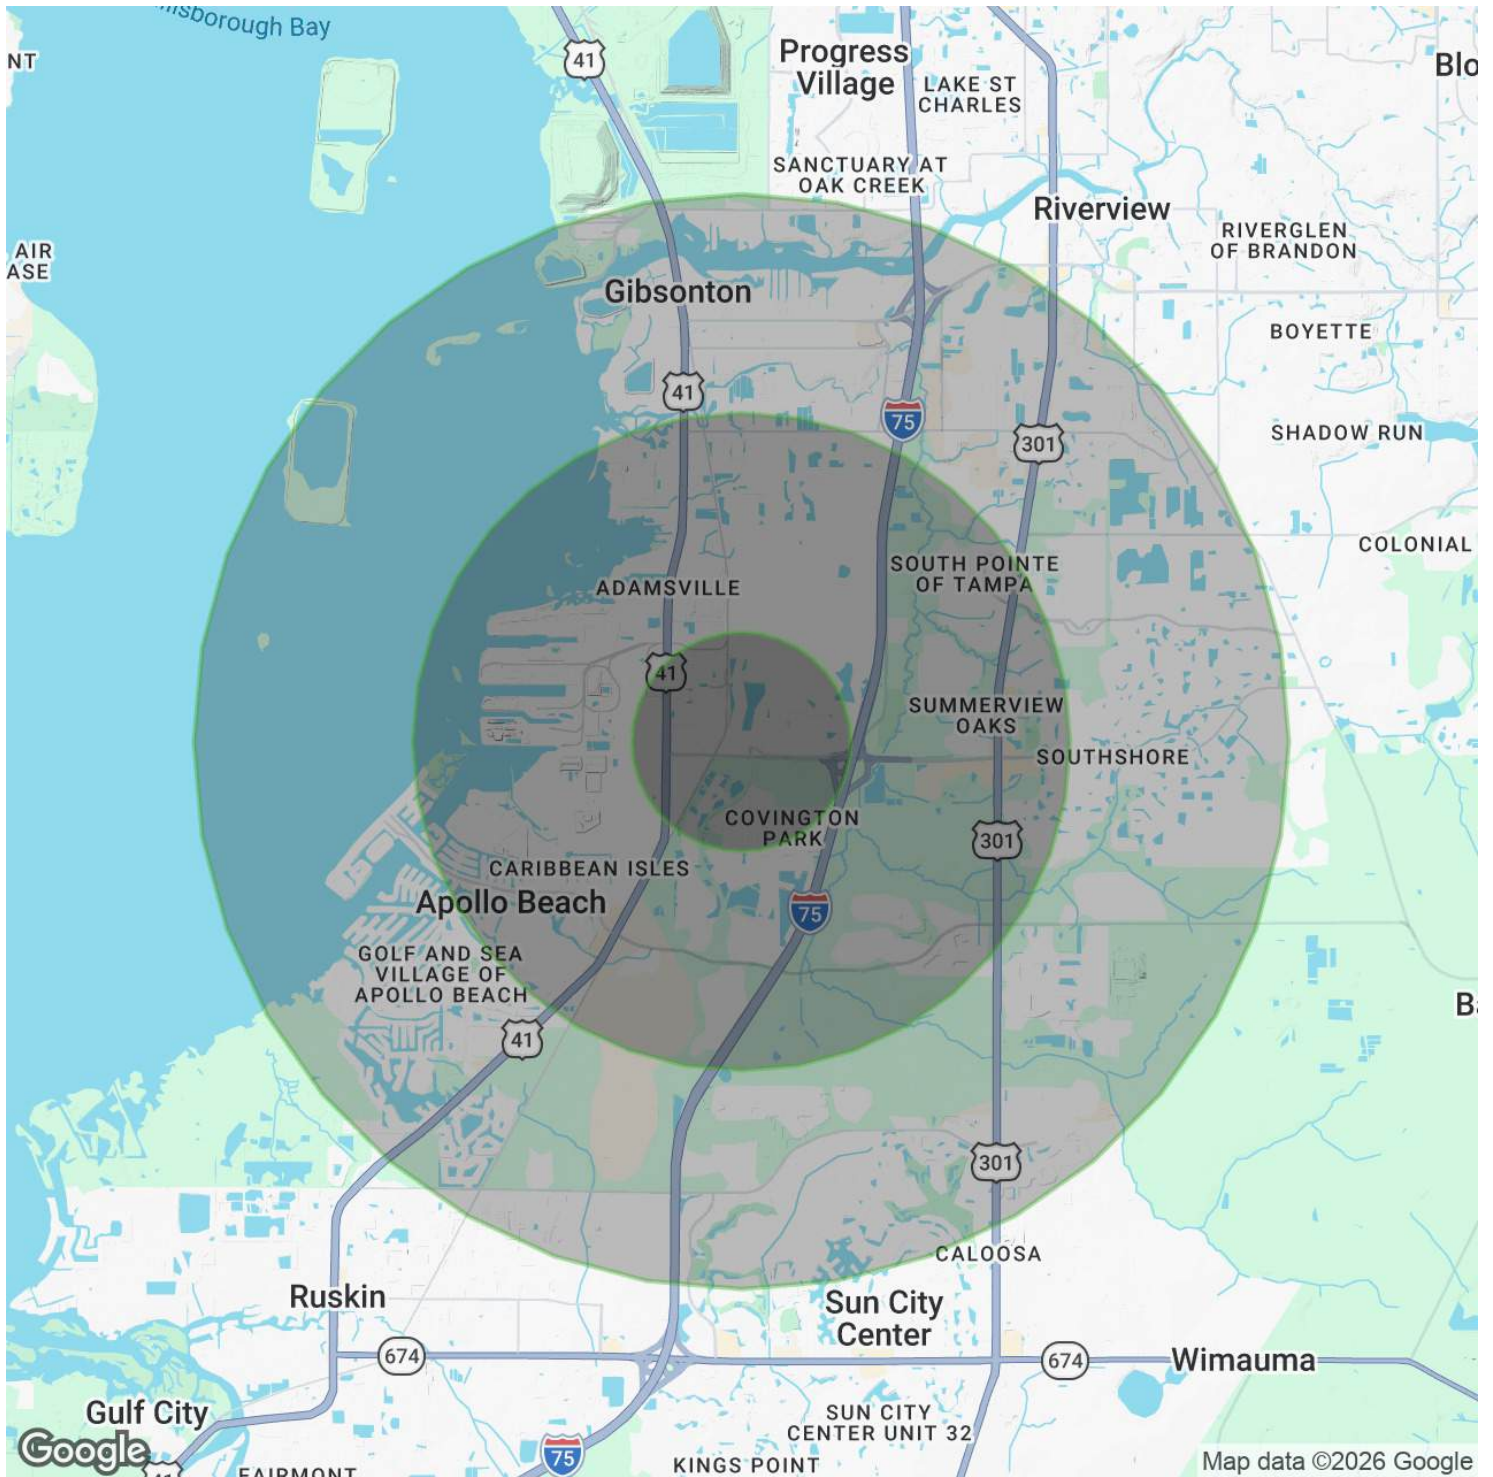 llsborough Bay
41
Progress
Village
LAKE ST
CHARLES
NT
Blo
SANCTUARY AT
OAK CREEK
Riverview
RIVERGLEN
OF BRANDON
AIR
ASE
Gibsonton
BOYETTE
41
75
301
SHADOW RUN
COLONIAL
SOUTH POINTE
OF TAMPA
ADAMSVILLE
41
SUMMERVIEW
OAKS
SOUTHSHORE
COVINGTON
PARK
301
CARIBBEAN ISLES
Apollo Beach
75
GOLF AND SEA
VILLAGE OF
APOLLO BEACH
41
301
CALOOSA
Ruskin
Sun City
Center
674
674
Wimauma
Gulf City
SUN CITY
CENTER UNIT 32
Google
75
KINGS POINT
Map data ©2026 Google
41
FAIRMONT